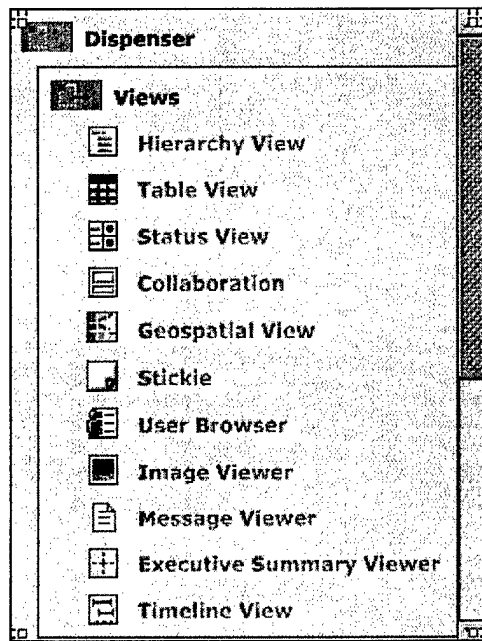 Dispenser
Views
Hierarchy View
Table View
Status View
Collaboration
Geospatial View
Stickie
User Browser
Image Viewer
Message Viewer
Executive Summary Viewer
Timeline View